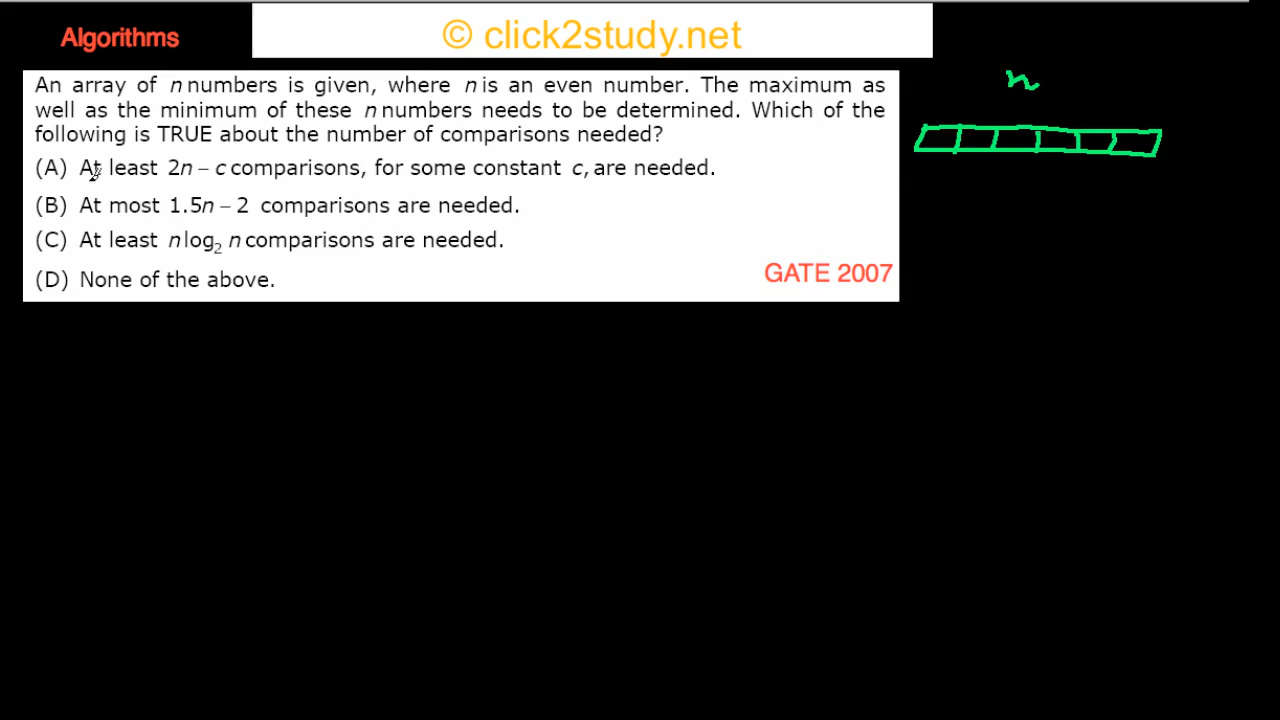 Algorithms
© click2study.net
An array of n numbers is given, where n is an even number. The maximum as
well as the minimum of these n numbers needs to be determined. Which of the
following is TRUE about the number of comparisons needed?
(A) At least 2n – c comparisons, for some constant c, are needed.
(B) At most 1.5n – 2 comparisons are needed.
(C) At least n log₂ n comparisons are needed.
(D) None of the above.
GATE 2007
n